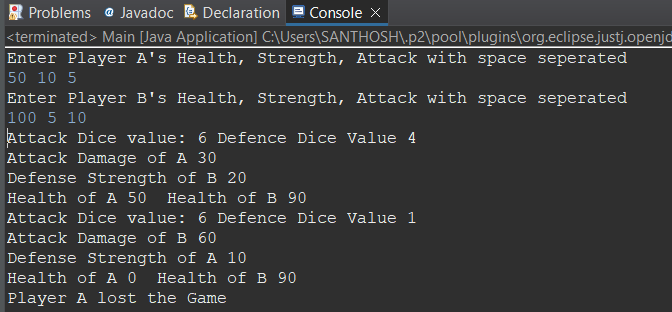 Problems @ Javadoc Declaration Console ×
<terminated> Main [Java Application] C:\Users\SANTHOSH\.p2\pool\plugins\org.eclipse.justj.openjd
Enter Player A's Health, Strength, Attack with space seperated
50 10 5
Enter Player B's Health, Strength, Attack with space seperated
100 5 10
Attack Dice value: 6 Defence Dice Value 4
Attack Damage of A 30
Defense Strength of B 20
Health of A 50  Health of B 90
Attack Dice value: 6 Defence Dice Value 1
Attack Damage of B 60
Defense Strength of A 10
Health of A 0  Health of B 90
Player A lost the Game